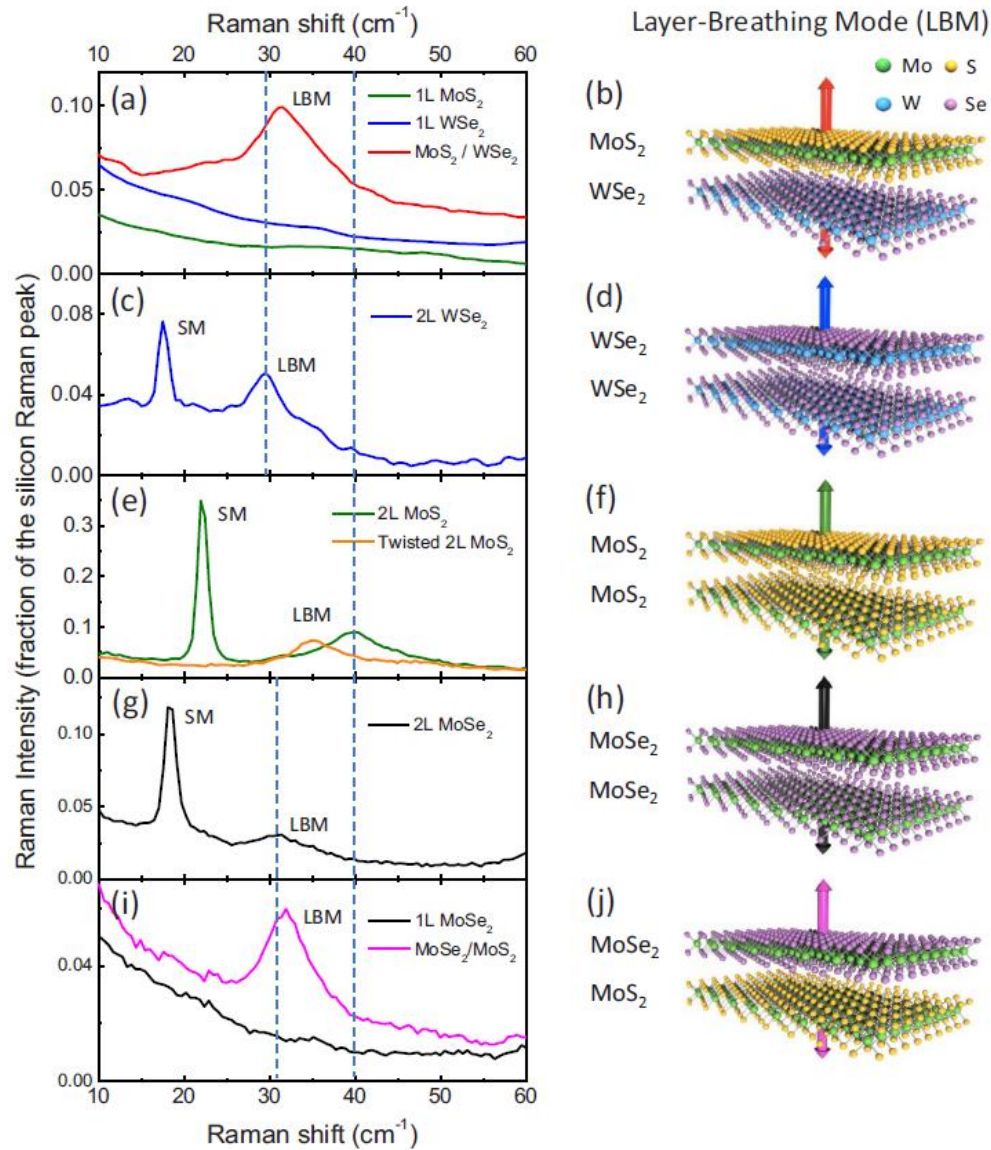 Raman shift (cm⁻¹)
10 20 30 40 50 60
Layer-Breathing Mode (LBM)
Mo S
W Se
Raman Intensity (fraction of the silicon Raman peak)
(a)
LBM
1L MoS₂
1L WSe₂
MoS₂ / WSe₂
0.10
0.05
0.00
(b)
MoS₂
WSe₂
(c)
SM
LBM
2L WSe₂
0.08
0.04
0.00
(d)
WSe₂
WSe₂
(e)
SM
LBM
2L MoS₂
Twisted 2L MoS₂
0.3
0.2
0.1
0.0
(f)
MoS₂
MoS₂
(g)
SM
LBM
2L MoSe₂
0.10
0.05
0.00
(h)
MoSe₂
MoSe₂
(i)
LBM
1L MoSe₂
MoSe₂/MoS₂
0.04
0.00
(j)
MoSe₂
MoS₂
10 20 30 40 50 60
Raman shift (cm⁻¹)